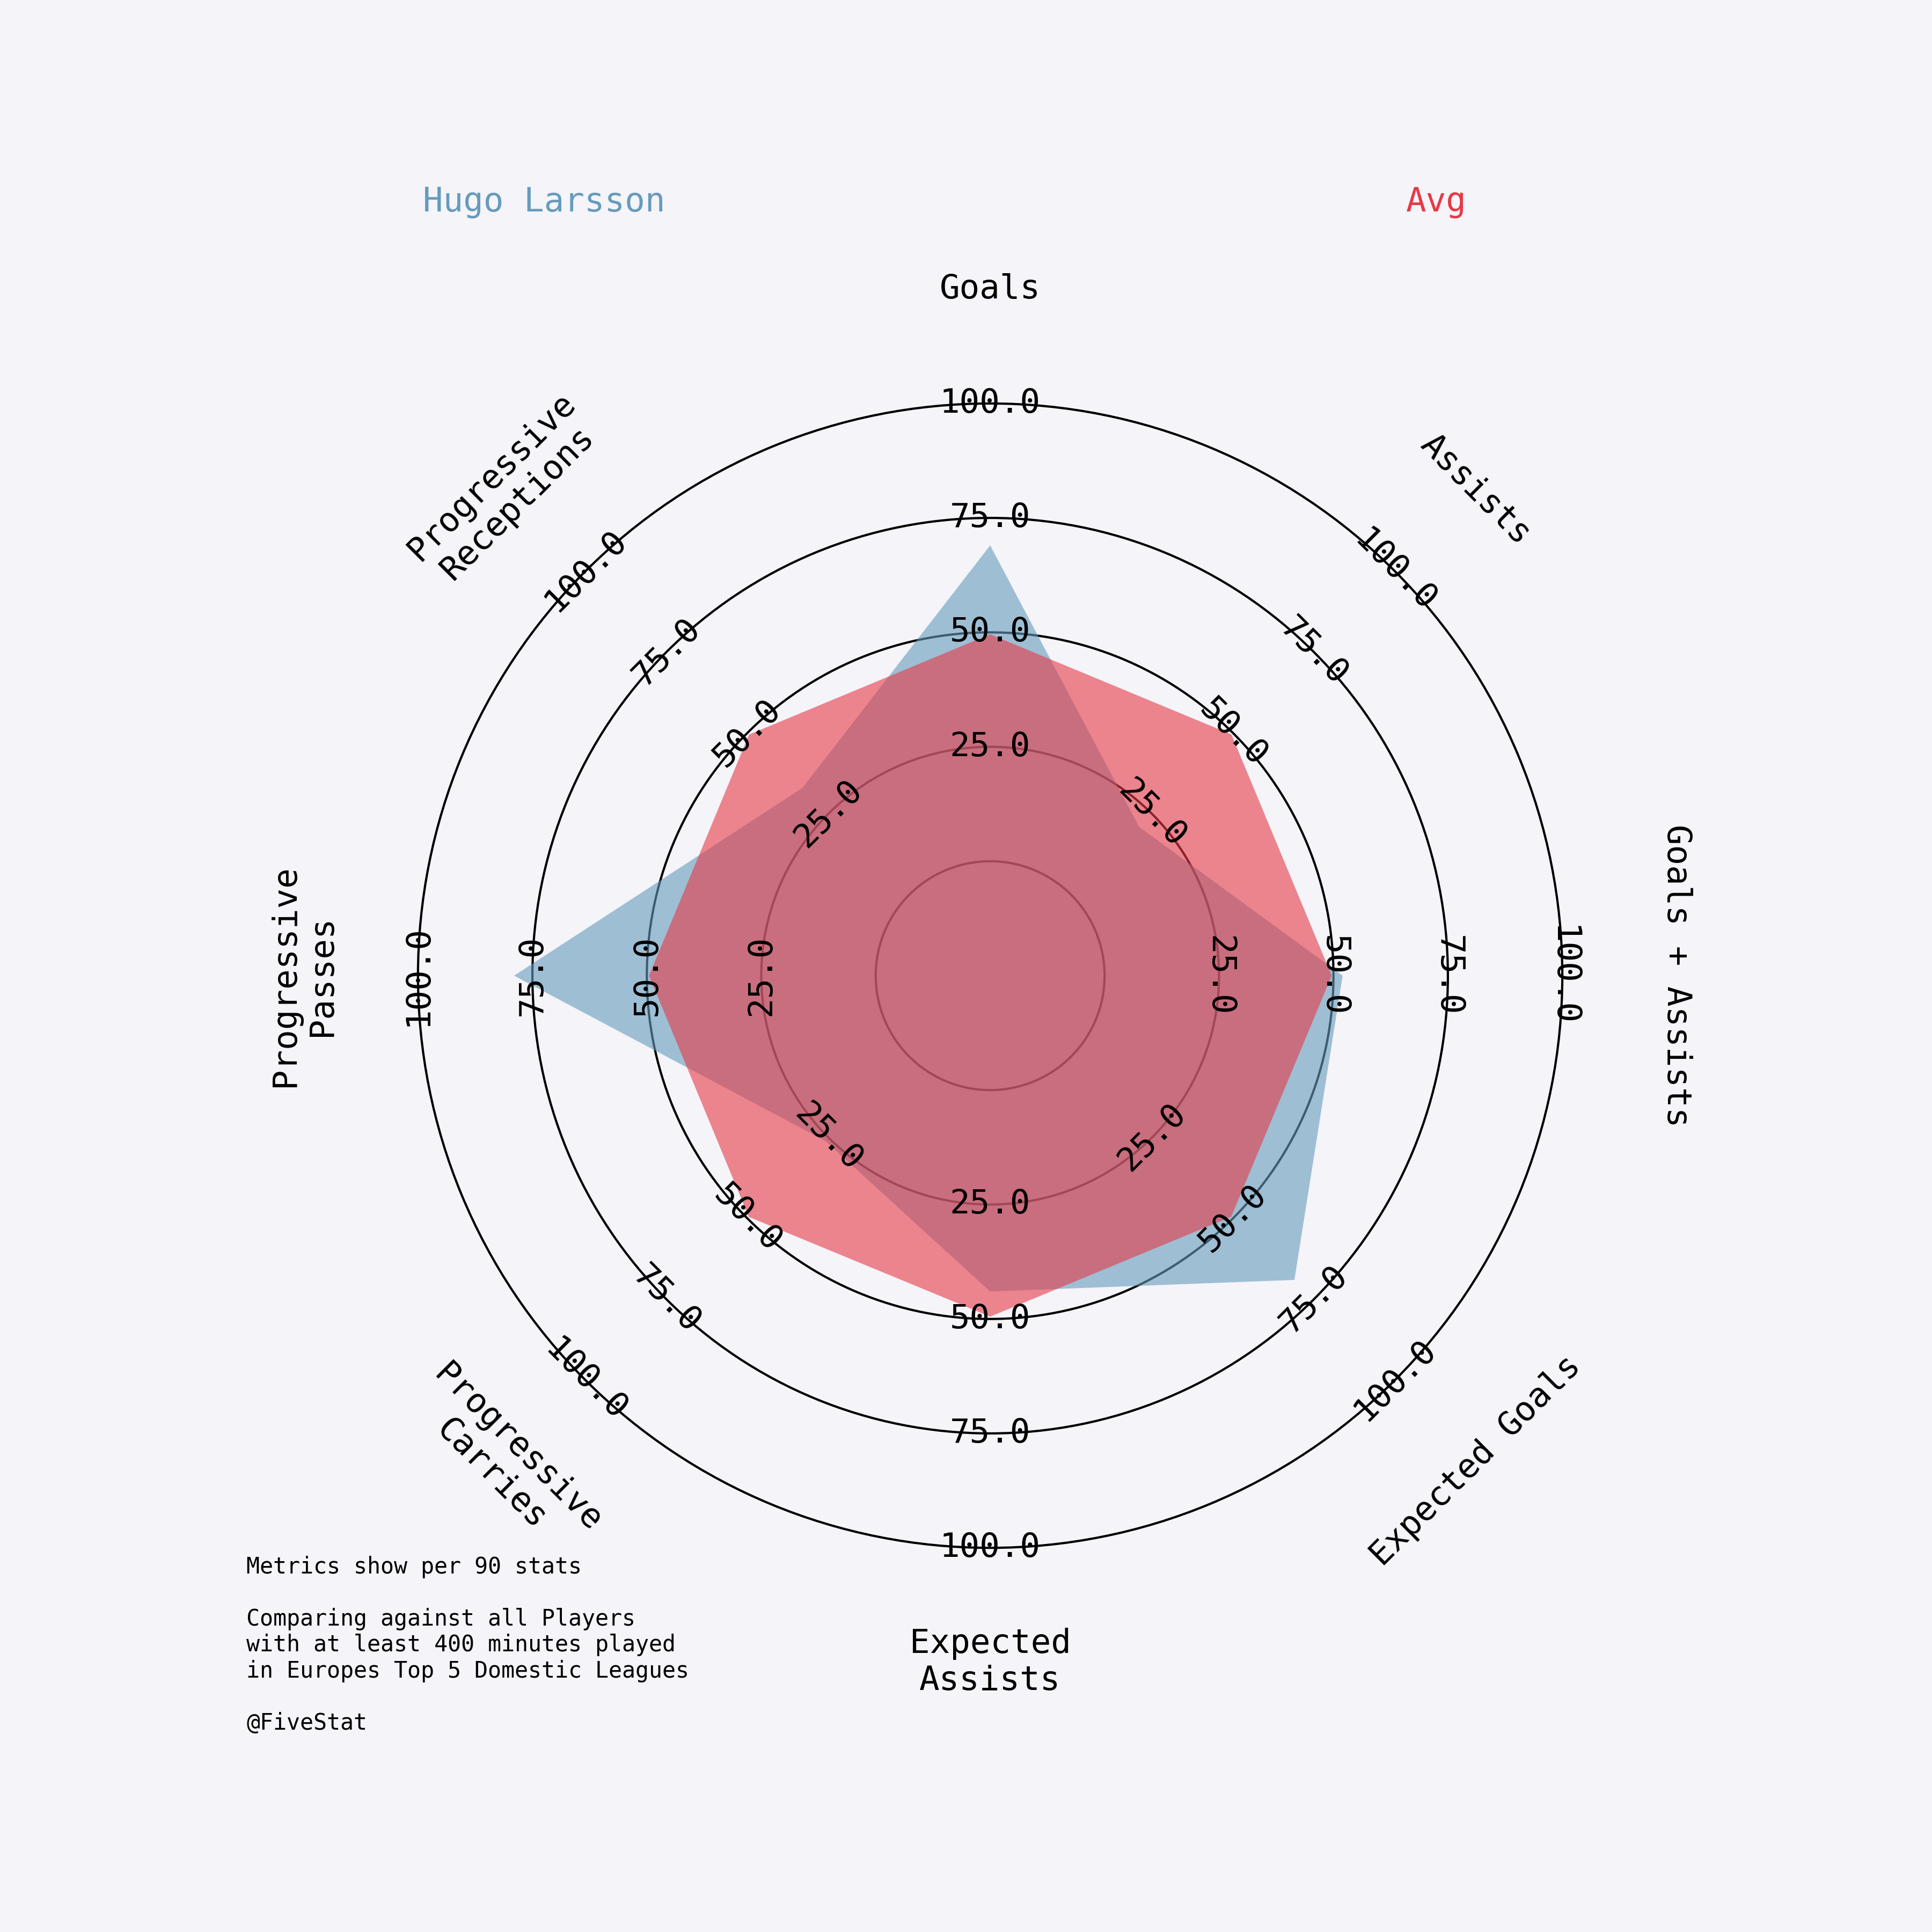 Hugo Larsson
Avg
Goals
Assists
Goals + Assists
Expected Goals
Expected
Assists
Progressive
Carries
Progressive
Passes
Progressive
Receptions
25.0
50.0
75.0
100.0
25.0
50.0
75.0
100.0
25.0
50.0
75.0
100.0
25.0
50.0
75.0
100.0
25.0
50.0
75.0
100.0
25.0
50.0
75.0
100.0
25.0
50.0
75.0
100.0
25.0
50.0
75.0
100.0
Metrics show per 90 stats
Comparing against all Players
with at least 400 minutes played
in Europes Top 5 Domestic Leagues
@FiveStat